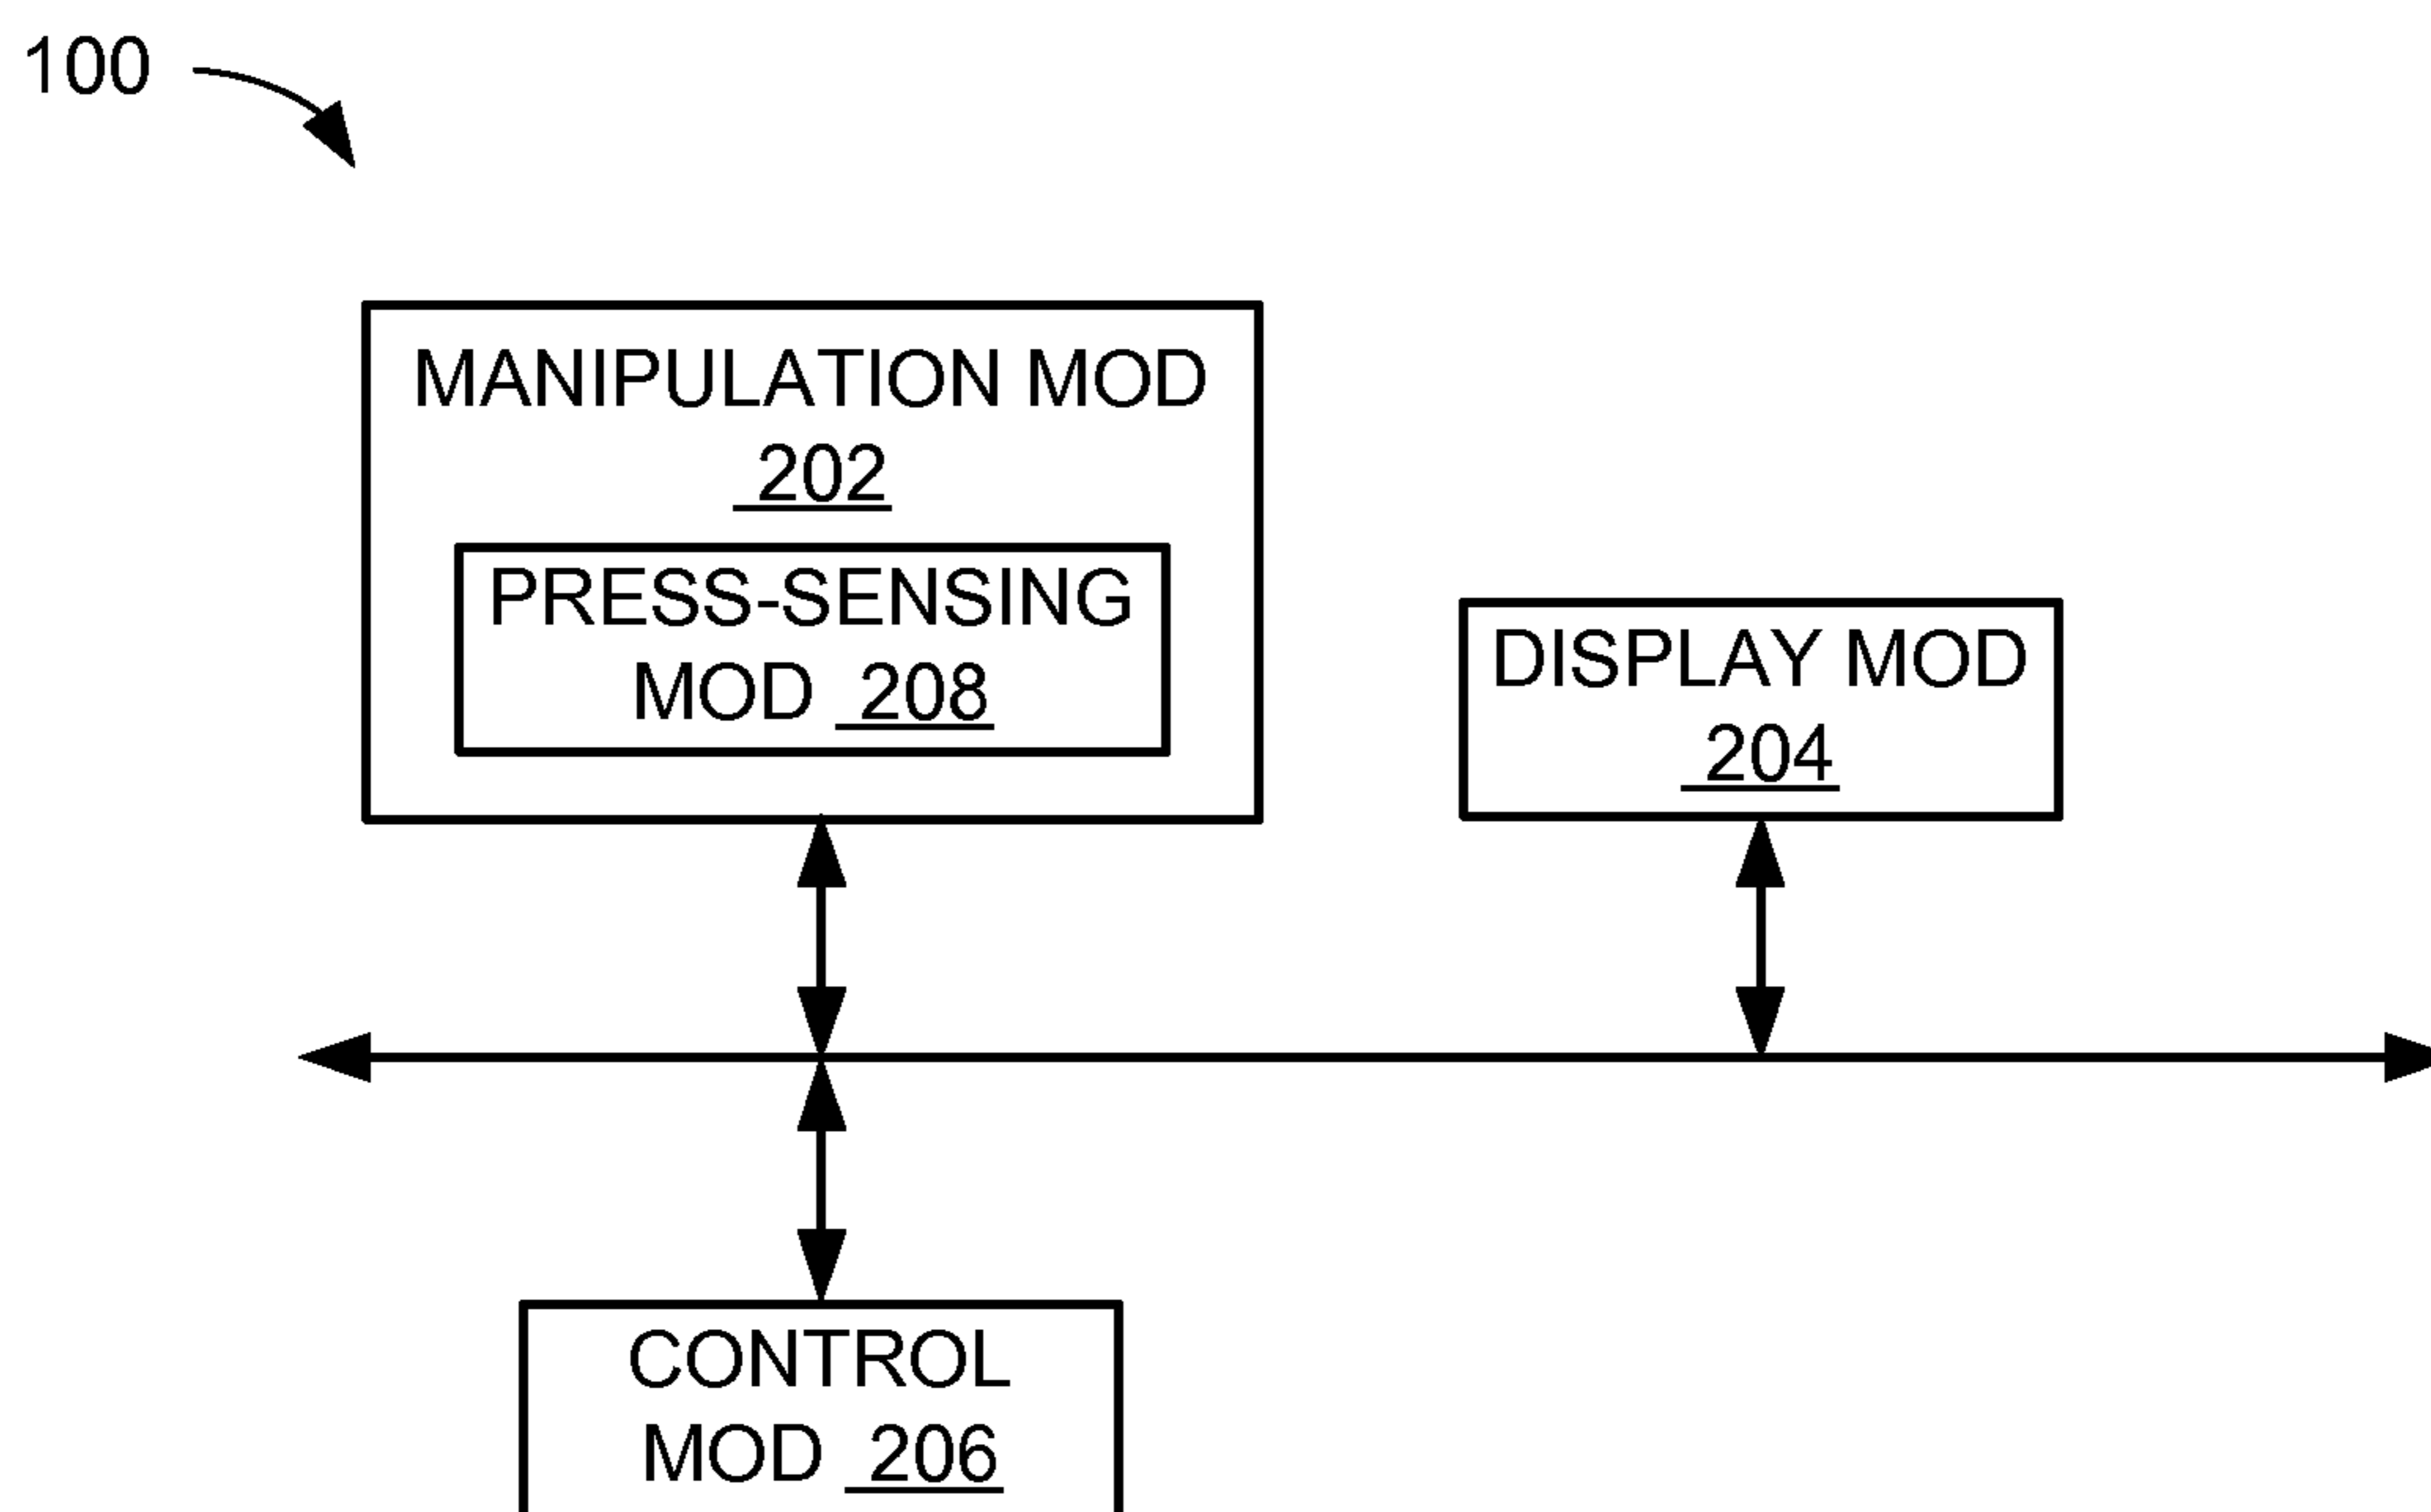 100
MANIPULATION MOD
202
PRESS-SENSING
MOD 208
DISPLAY MOD
204
CONTROL
MOD 206